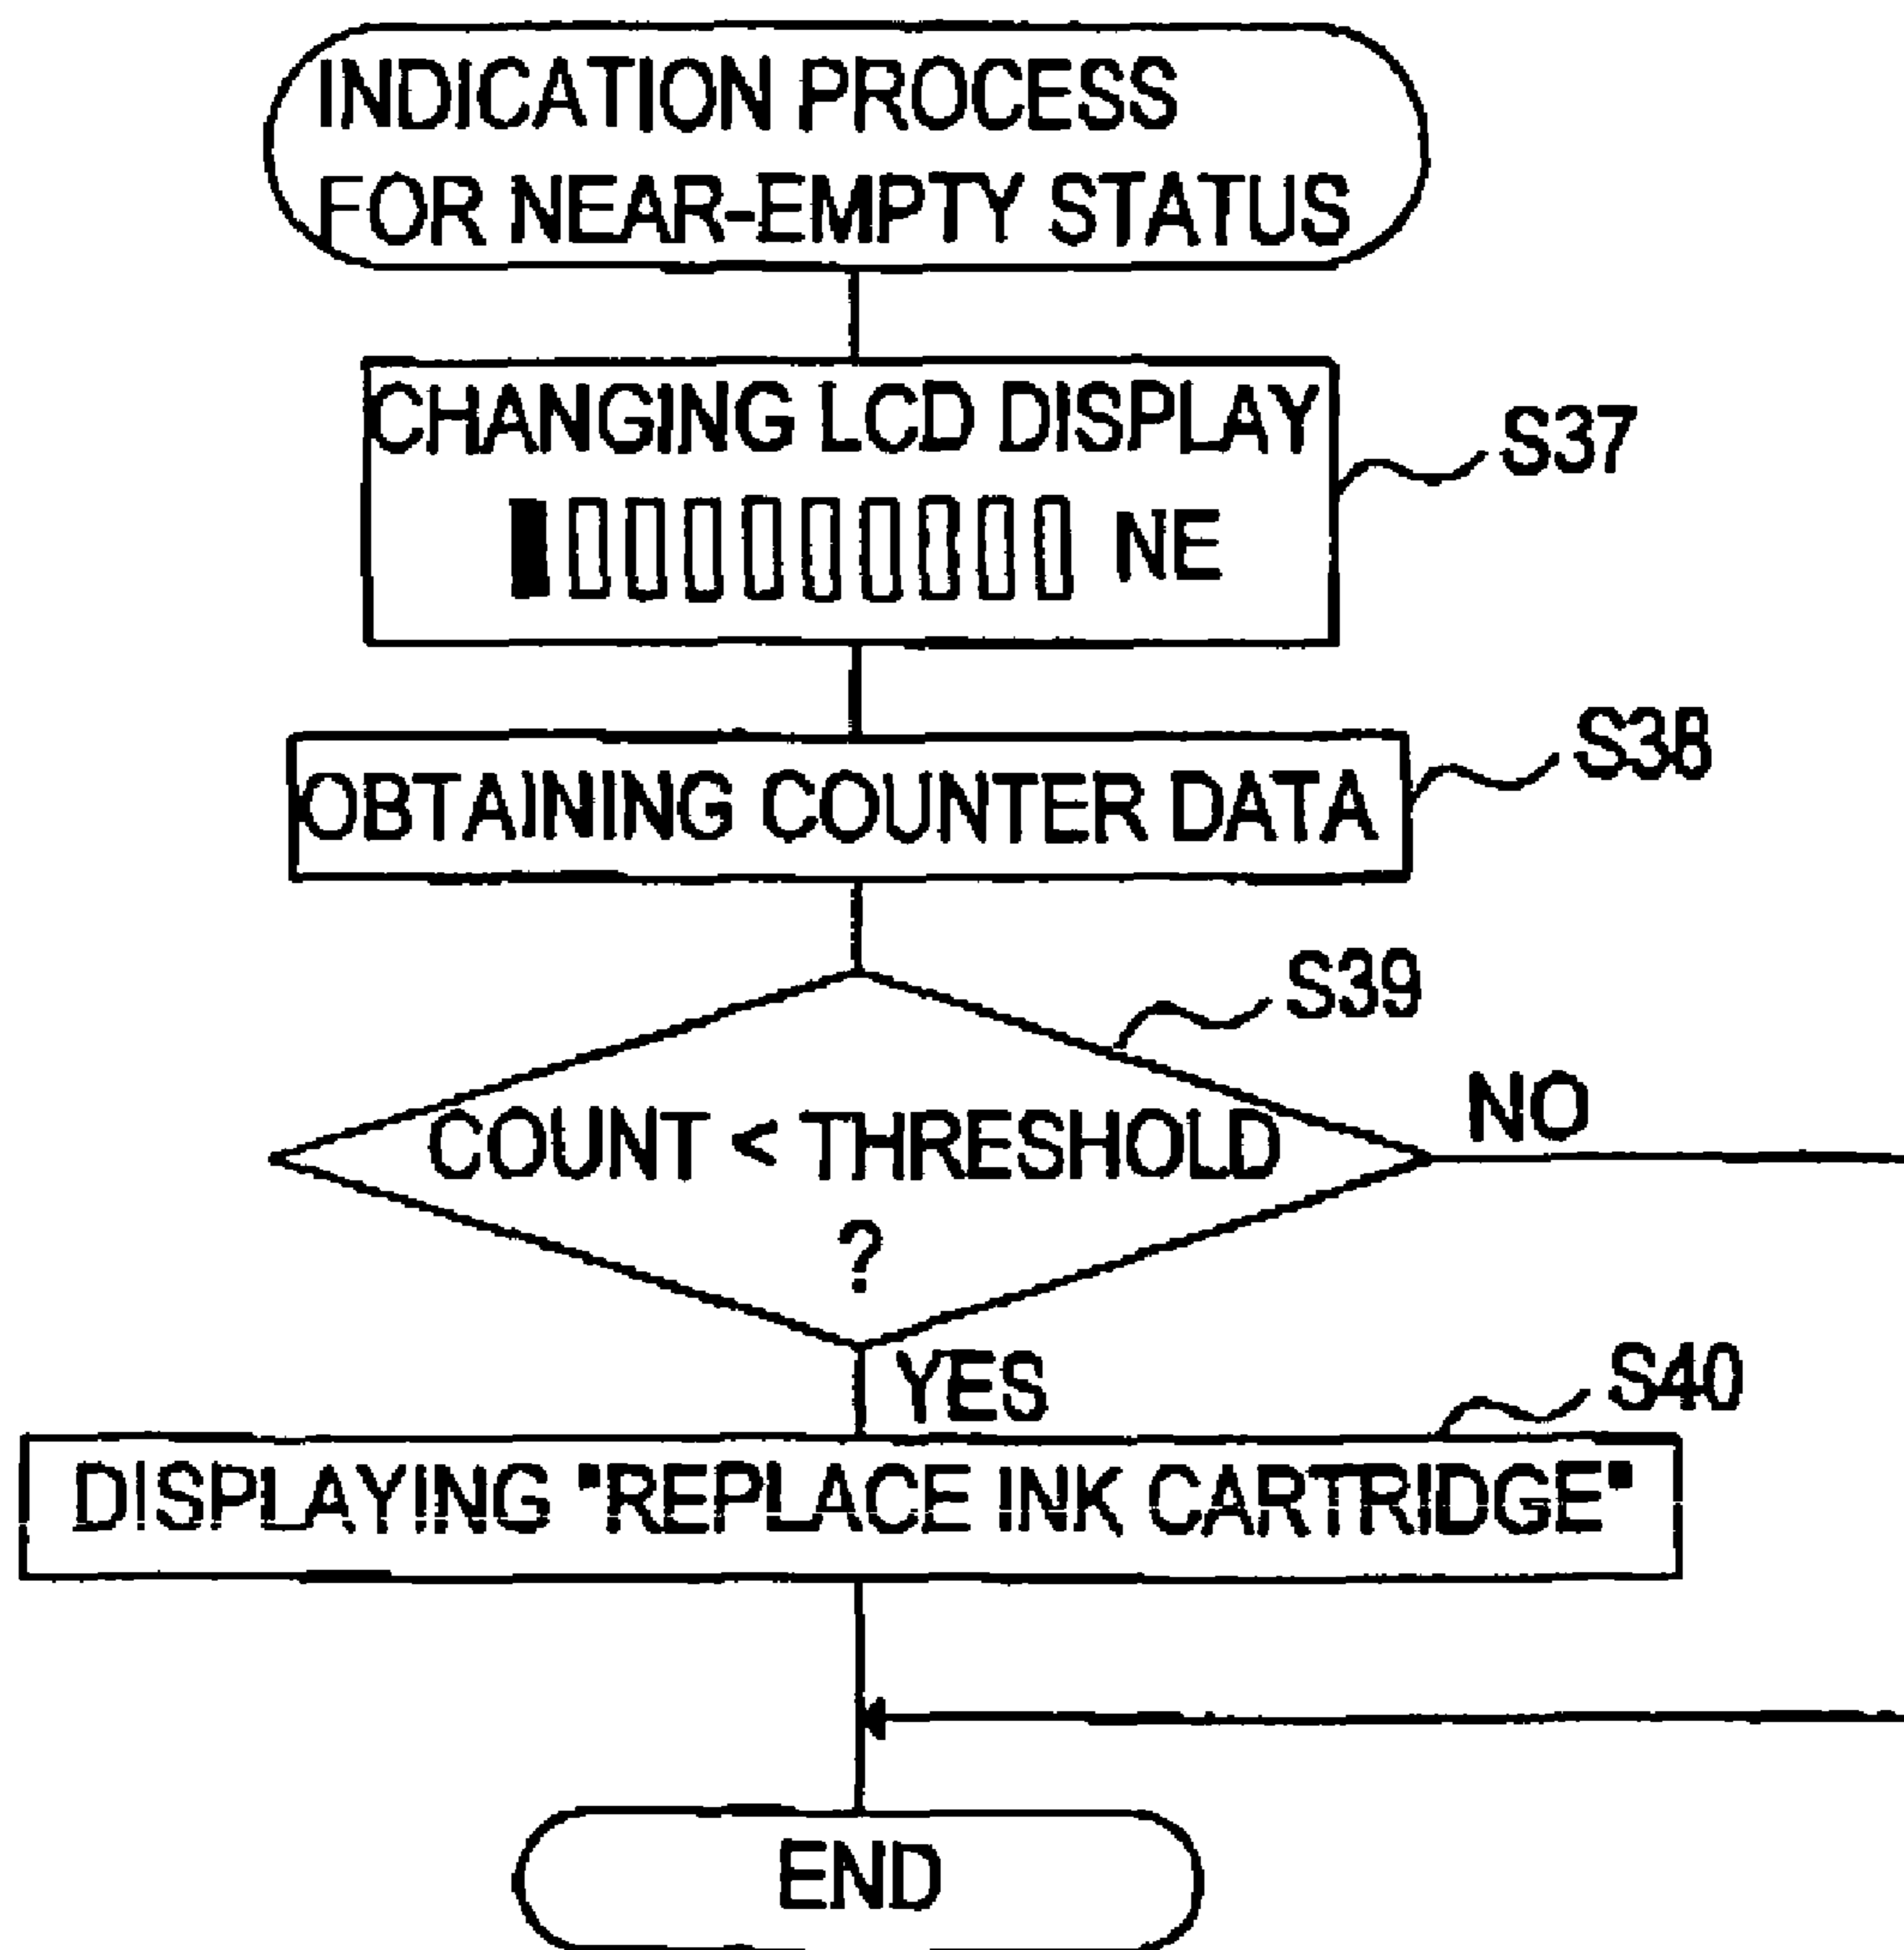 INDICATION PROCESS
FOR NEAR-EMPTY STATUS
CHANGING LCD DISPLAY
S37
NE
S38
OBTAINING COUNTER DATA
S39
NO
COUNT < THRESHOLD
?
YES
S40
DISPLAYING "REPLACE INK CARTRIDGE"
END